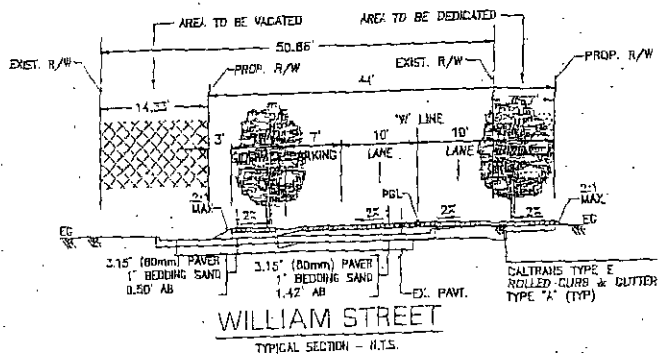 AREA TO BE VACATED
AREA TO BE DEDICATED
50.86'
EXIST. R/W
PROP. R/W
EXIST. R/W
PROP. R/W
44'
14.33'
3'
7'
PARKING
10'
LANE
"W" LINE
10'
LANE
2:1
MAX.
2%
2%
PGL
2%
2%
2:1
MAX
EG
EG
3.15" (80mm) PAVER
1" BEDDING SAND
0.50' AB
3.15" (80mm) PAVER
1" BEDDING SAND
1.42' AB
EX. PAVT.
CALTRANS TYPE E
ROLLED CURB & GUTTER
TYPE "A" (TYP)
WILLIAM STREET
TYPICAL SECTION - N.T.S.